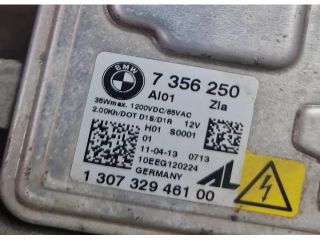 BMW
7 356 250
AI01 Zla
35Wmax. 1200VDC/85VAC
2.00Kh/DOT D1S/D1R 12V
H01 S0001
01
11-04-13 0713
10EEG120224
GERMANY
1 307 329 461 00
AL